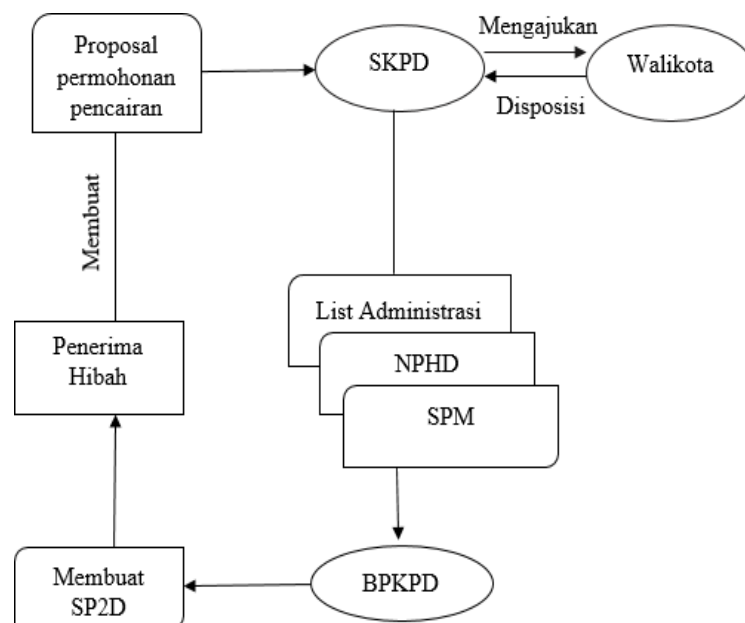 Proposal
permohonan
pencairan
SKPD
Mengajukan
Disposisi
Walikota
Membuat
List Administrasi
NPHD
SPM
Penerima
Hibah
Membuat
SP2D
BPKPD